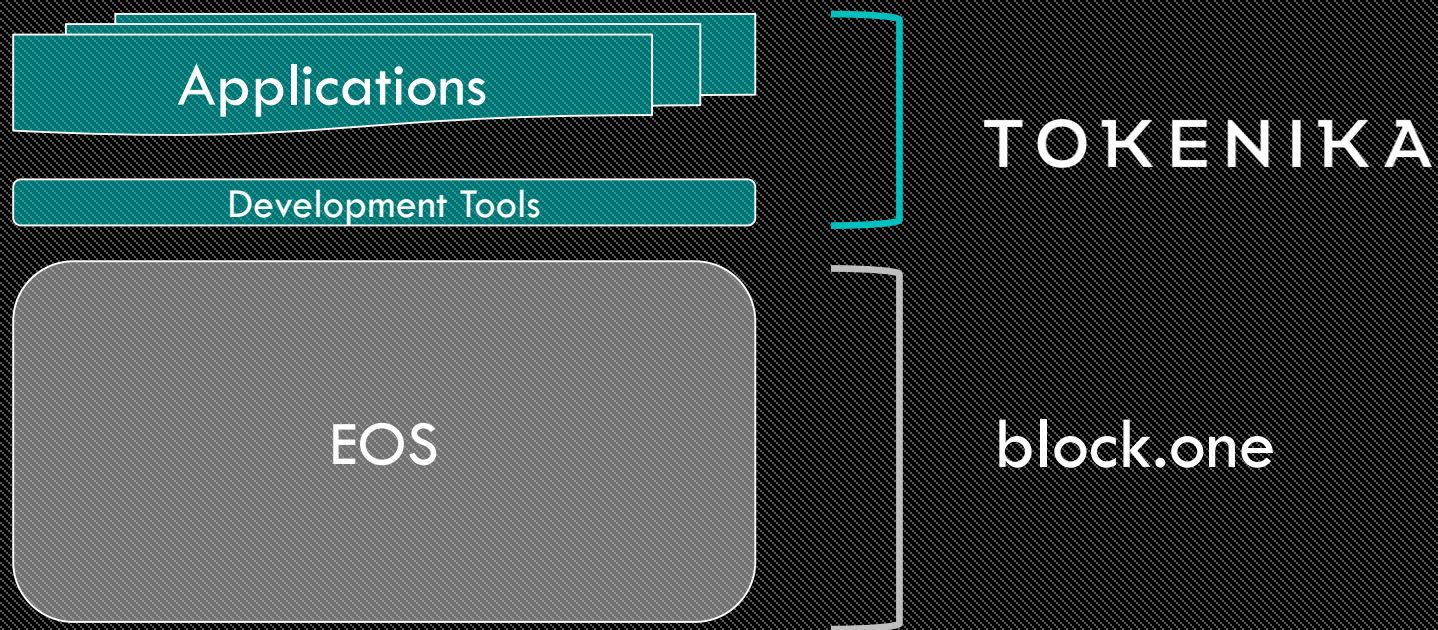 Applications
TOKENIKA
Development Tools
EOS
block.one